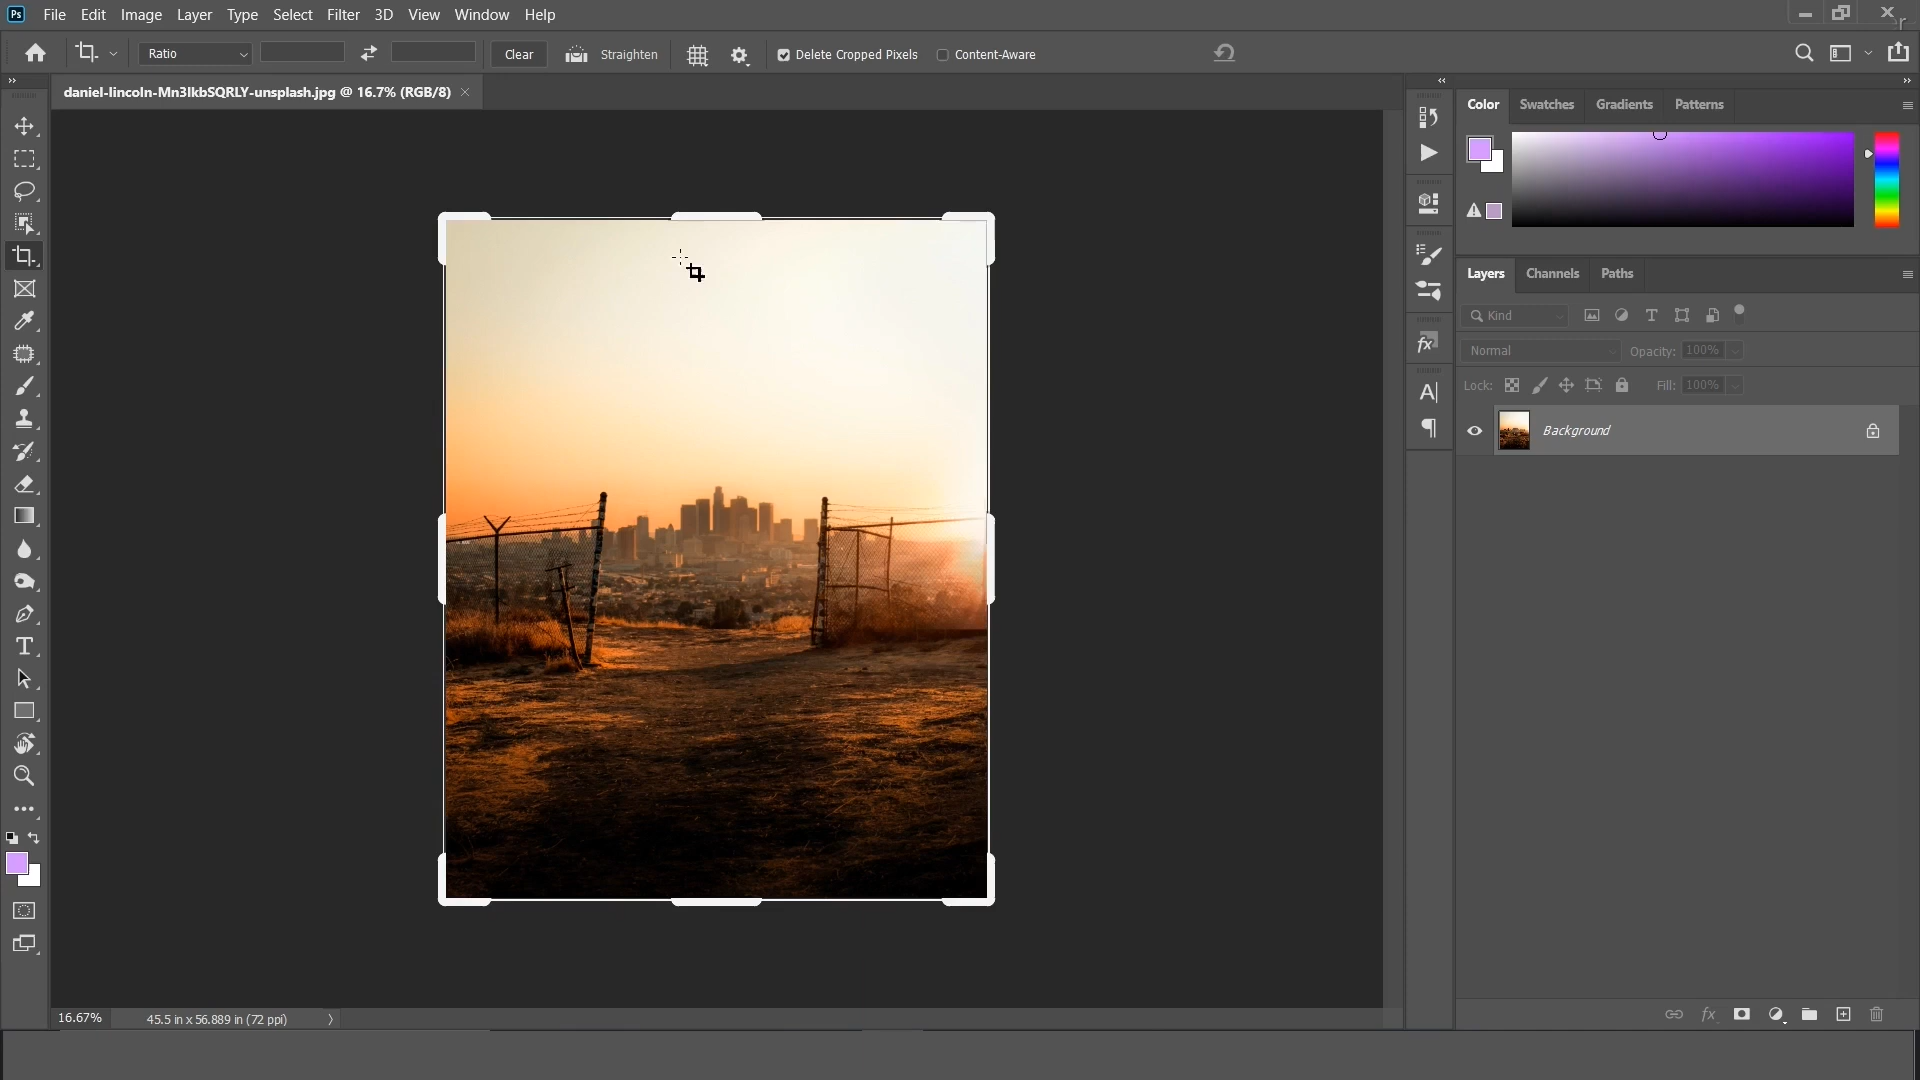 Ps File Edit Image Layer Type Select Filter 3D View Window Help
Ratio Clear Straighten Delete Cropped Pixels Content-Aware
daniel-lincoln-Mn3lkbSQRLY-unsplash.jpg @ 16.7% (RGB/8)
Color Swatches Gradients Patterns
Layers Channels Paths
Kind
Normal Opacity: 100%
Lock: Fill: 100%
Background
16.67% 45.5 in x 56.889 in (72 ppi)